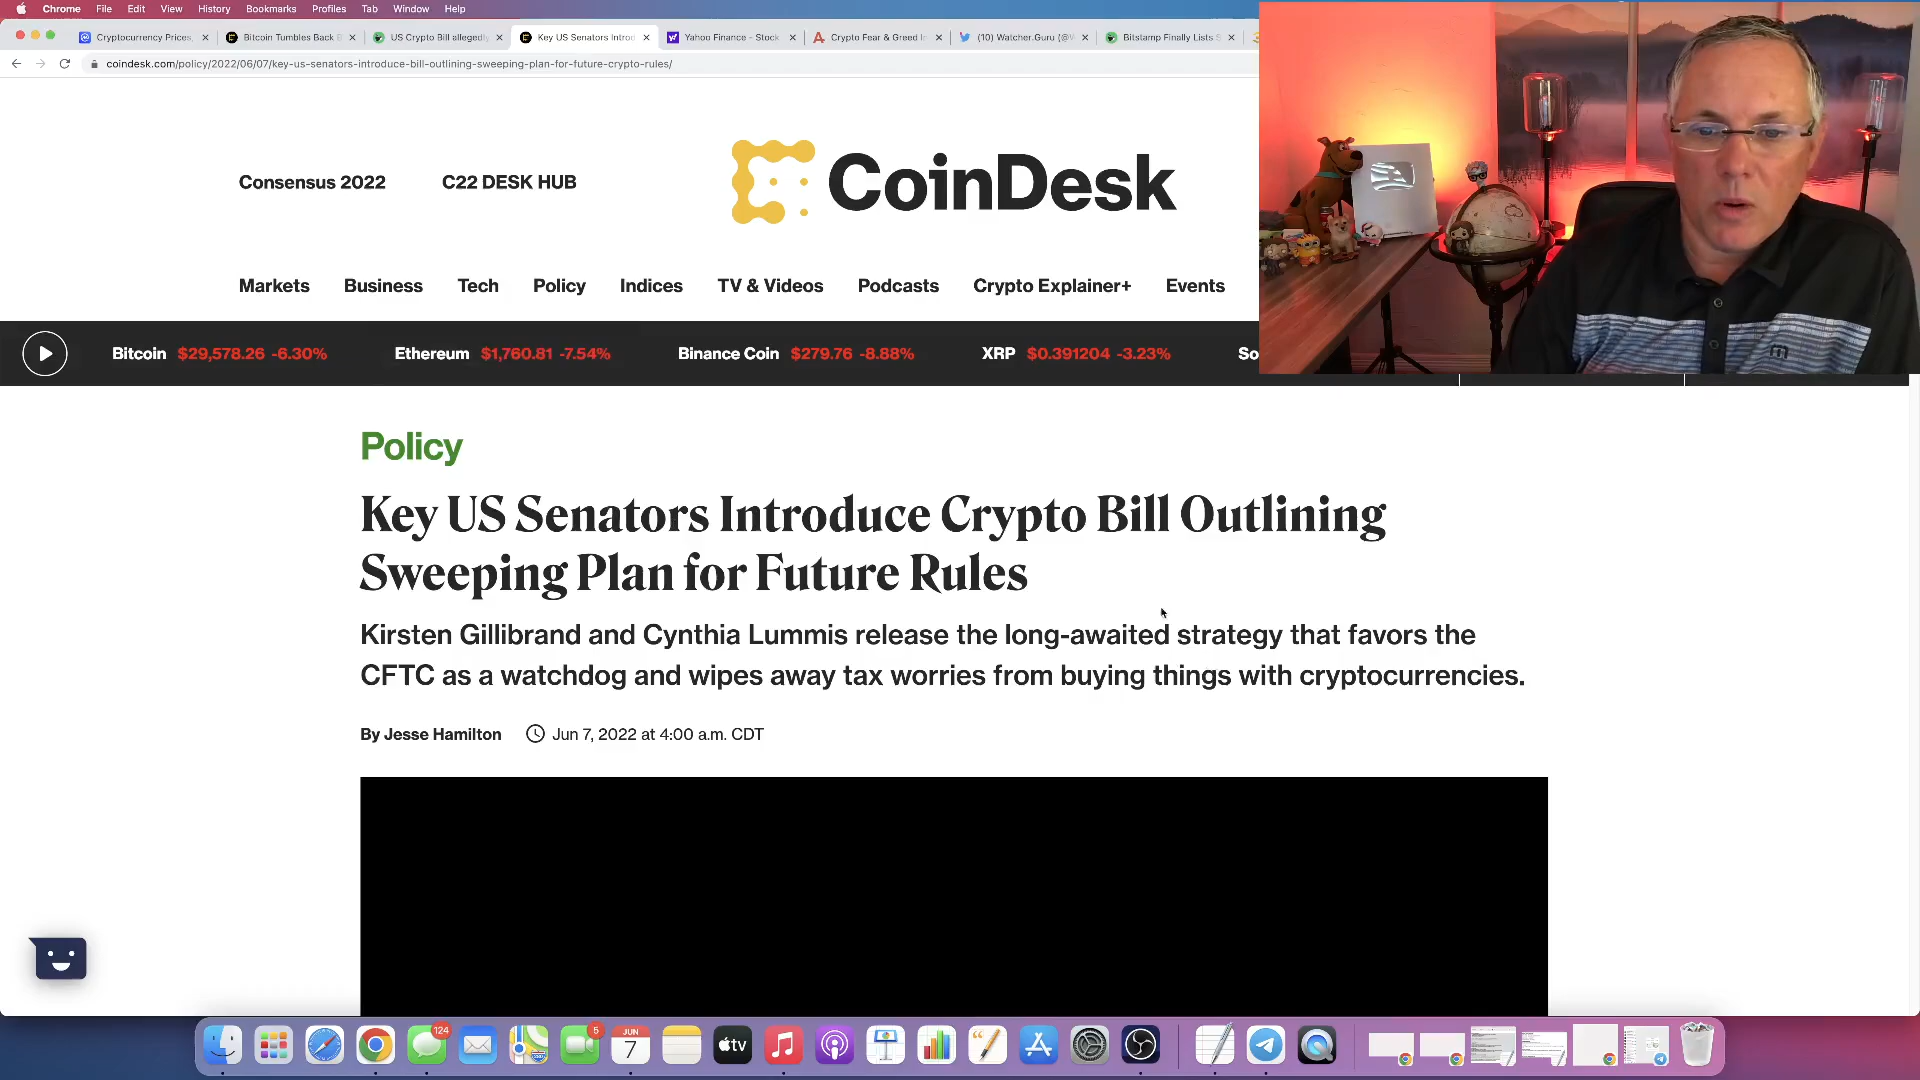 Chrome File Edit View History Bookmarks Profiles Tab Window Help
Cryptocurrency Prices, Bitcoin Tumbles Back US Crypto Bill allegedly Key US Senators Introd Yahoo Finance - Stock Crypto Fear & Greed (10) Watcher.Guru Bitstamp Finally Lists
coindesk.com/policy/2022/06/07/key-us-senators-introduce-bill-outlining-sweeping-plan-for-future-crypto-rules/
Consensus 2022 C22 DESK HUB CoinDesk
Markets Business Tech Policy Indices TV & Videos Podcasts Crypto Explainer+ Events
Bitcoin $29,578.26 -6.30% Ethereum $1,760.81 -7.54% Binance Coin $279.76 -8.88% XRP $0.391204 -3.23% So
Policy
Key US Senators Introduce Crypto Bill Outlining
Sweeping Plan for Future Rules
Kirsten Gillibrand and Cynthia Lummis release the long-awaited strategy that favors the
CFTC as a watchdog and wipes away tax worries from buying things with cryptocurrencies.
By Jesse Hamilton Jun 7, 2022 at 4:00 a.m. CDT
124
5
JUN
7
tv